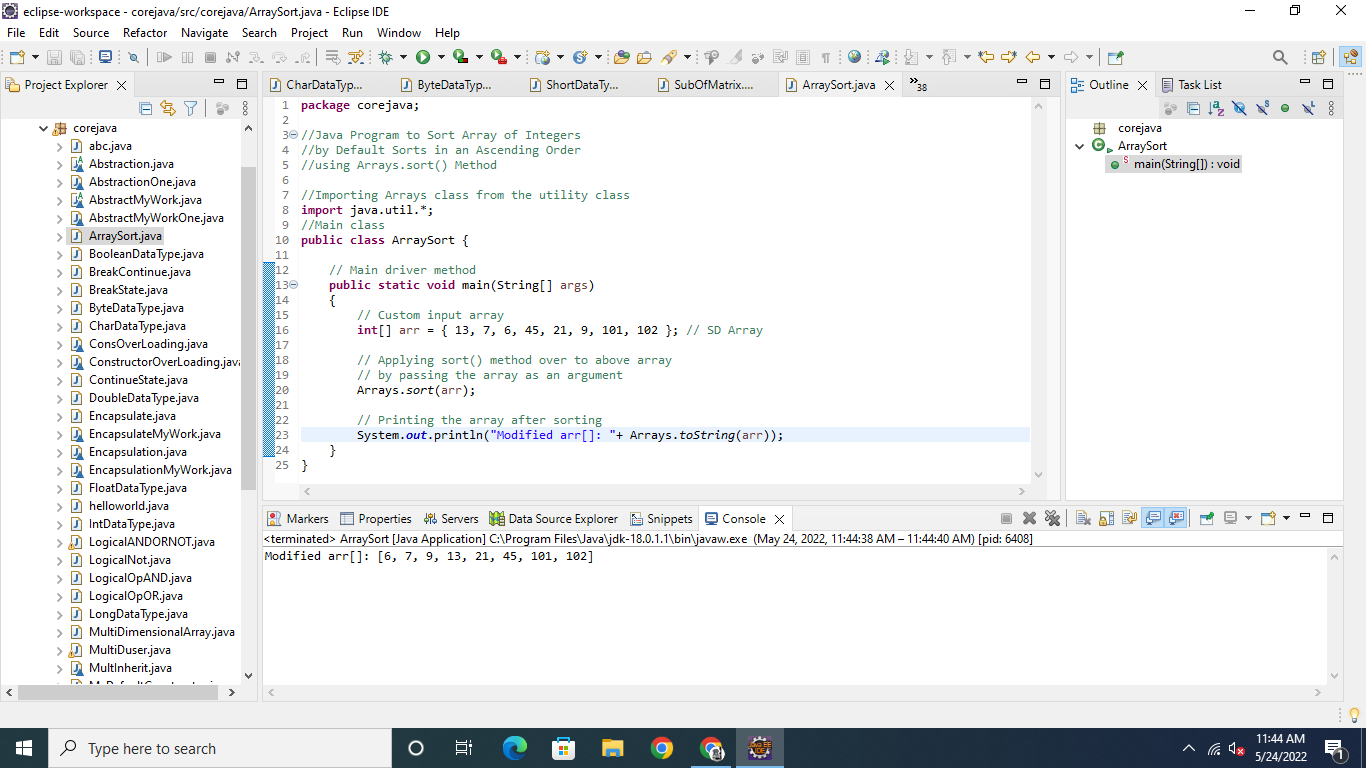 eclipse-workspace - corejava/src/corejava/ArraySort.java - Eclipse IDE
File Edit Source Refactor Navigate Search Project Run Window Help
Project Explorer
corejava
abc.java
Abstraction.java
AbstractionOne.java
AbstractMyWork.java
AbstractMyWorkOne.java
ArraySort.java
BooleanDataType.java
BreakContinue.java
BreakState.java
ByteDataType.java
CharDataType.java
ConsOverLoading.java
ConstructorOverLoading.java
ContinueState.java
DoubleDataType.java
Encapsulate.java
EncapsulateMyWork.java
Encapsulation.java
EncapsulationMyWork.java
FloatDataType.java
helloworld.java
IntDataType.java
LogicalANDORNOT.java
LogicalNot.java
LogicalOpAND.java
LogicalOpOR.java
LongDataType.java
MultiDimensionalArray.java
MultiDuser.java
MultInherit.java
CharDataTyp... ByteDataTyp... ShortDataTy... SubOfMatrix.... ArraySort.java »38
1 package corejava;
2
3 //Java Program to Sort Array of Integers
4 //by Default Sorts in an Ascending Order
5 //using Arrays.sort() Method
6
7 //Importing Arrays class from the utility class
8 import java.util.*;
9 //Main class
10 public class ArraySort {
11
12 // Main driver method
13 public static void main(String[] args)
14 {
15 // Custom input array
16 int[] arr = { 13, 7, 6, 45, 21, 9, 101, 102 }; // SD Array
17
18 // Applying sort() method over to above array
19 // by passing the array as an argument
20 Arrays.sort(arr);
21
22 // Printing the array after sorting
23 System.out.println("Modified arr[]: "+ Arrays.toString(arr));
24 }
25 }
Outline Task List
corejava
ArraySort
main(String[]) : void
Markers Properties Servers Data Source Explorer Snippets Console
<terminated> ArraySort [Java Application] C:\Program Files\Java\jdk-18.0.1.1\bin\javaw.exe (May 24, 2022, 11:44:38 AM – 11:44:40 AM) [pid: 6408]
Modified arr[]: [6, 7, 9, 13, 21, 45, 101, 102]
Type here to search
11:44 AM
5/24/2022
1